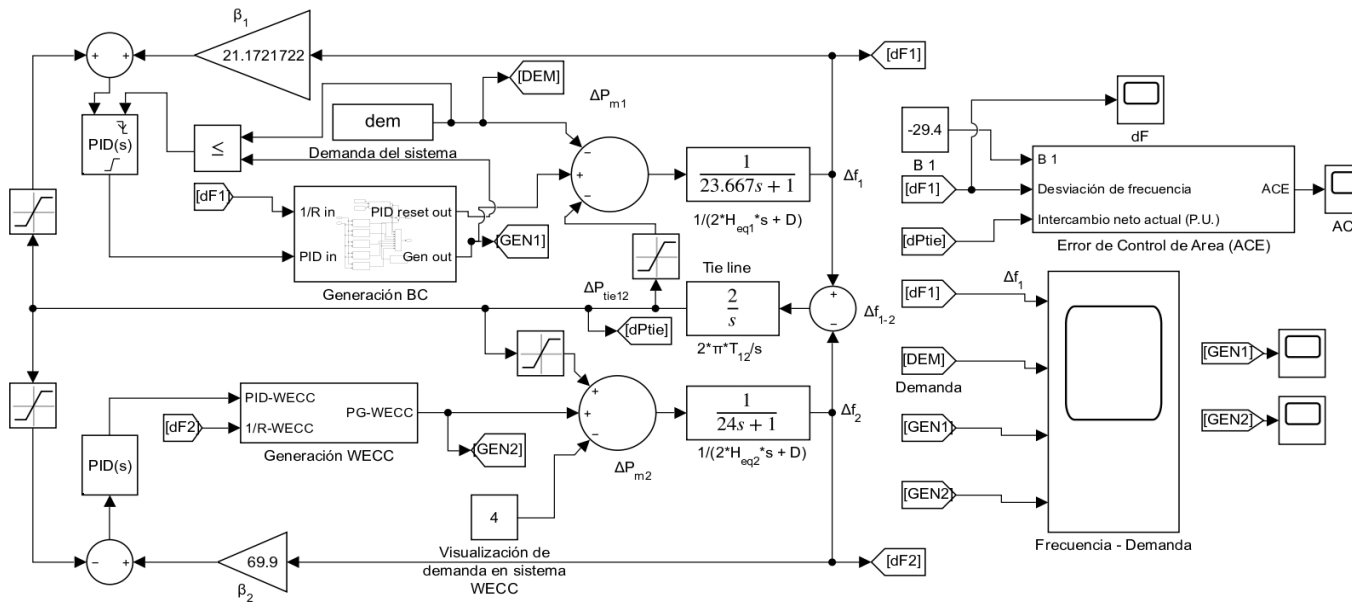 β1
21.1721722
+ +
[DEM]
[dF1]
ΔPm1
dem
Demanda del sistema
PID(s)
≤
−
+
−
1
23.667s + 1
1/(2*Heq1*s + D)
Δf1
[dF1]
1/R in
PID in
PID reset out
Gen out
Generación BC
[GEN1]
ΔPtie12
Tie line
2
s
2*π*T12/s
+
−
Δf1-2
[dPtie]
PID-WECC
1/R-WECC
PG-WECC
Generación WECC
[dF2]
PID(s)
[GEN2]
+
+
−
ΔPm2
1
24s + 1
1/(2*Heq2*s + D)
Δf2
4
Visualización de
demanda en sistema
WECC
− +
69.9
β2
[dF2]
dF
-29.4
B 1
[dF1]
[dPtie]
B 1
Desviación de frecuencia
Intercambio neto actual (P.U.)
ACE
Error de Control de Area (ACE)
AC
[dF1]
Δf1
[DEM]
Demanda
[GEN1]
[GEN2]
Frecuencia - Demanda
[GEN1]
[GEN2]